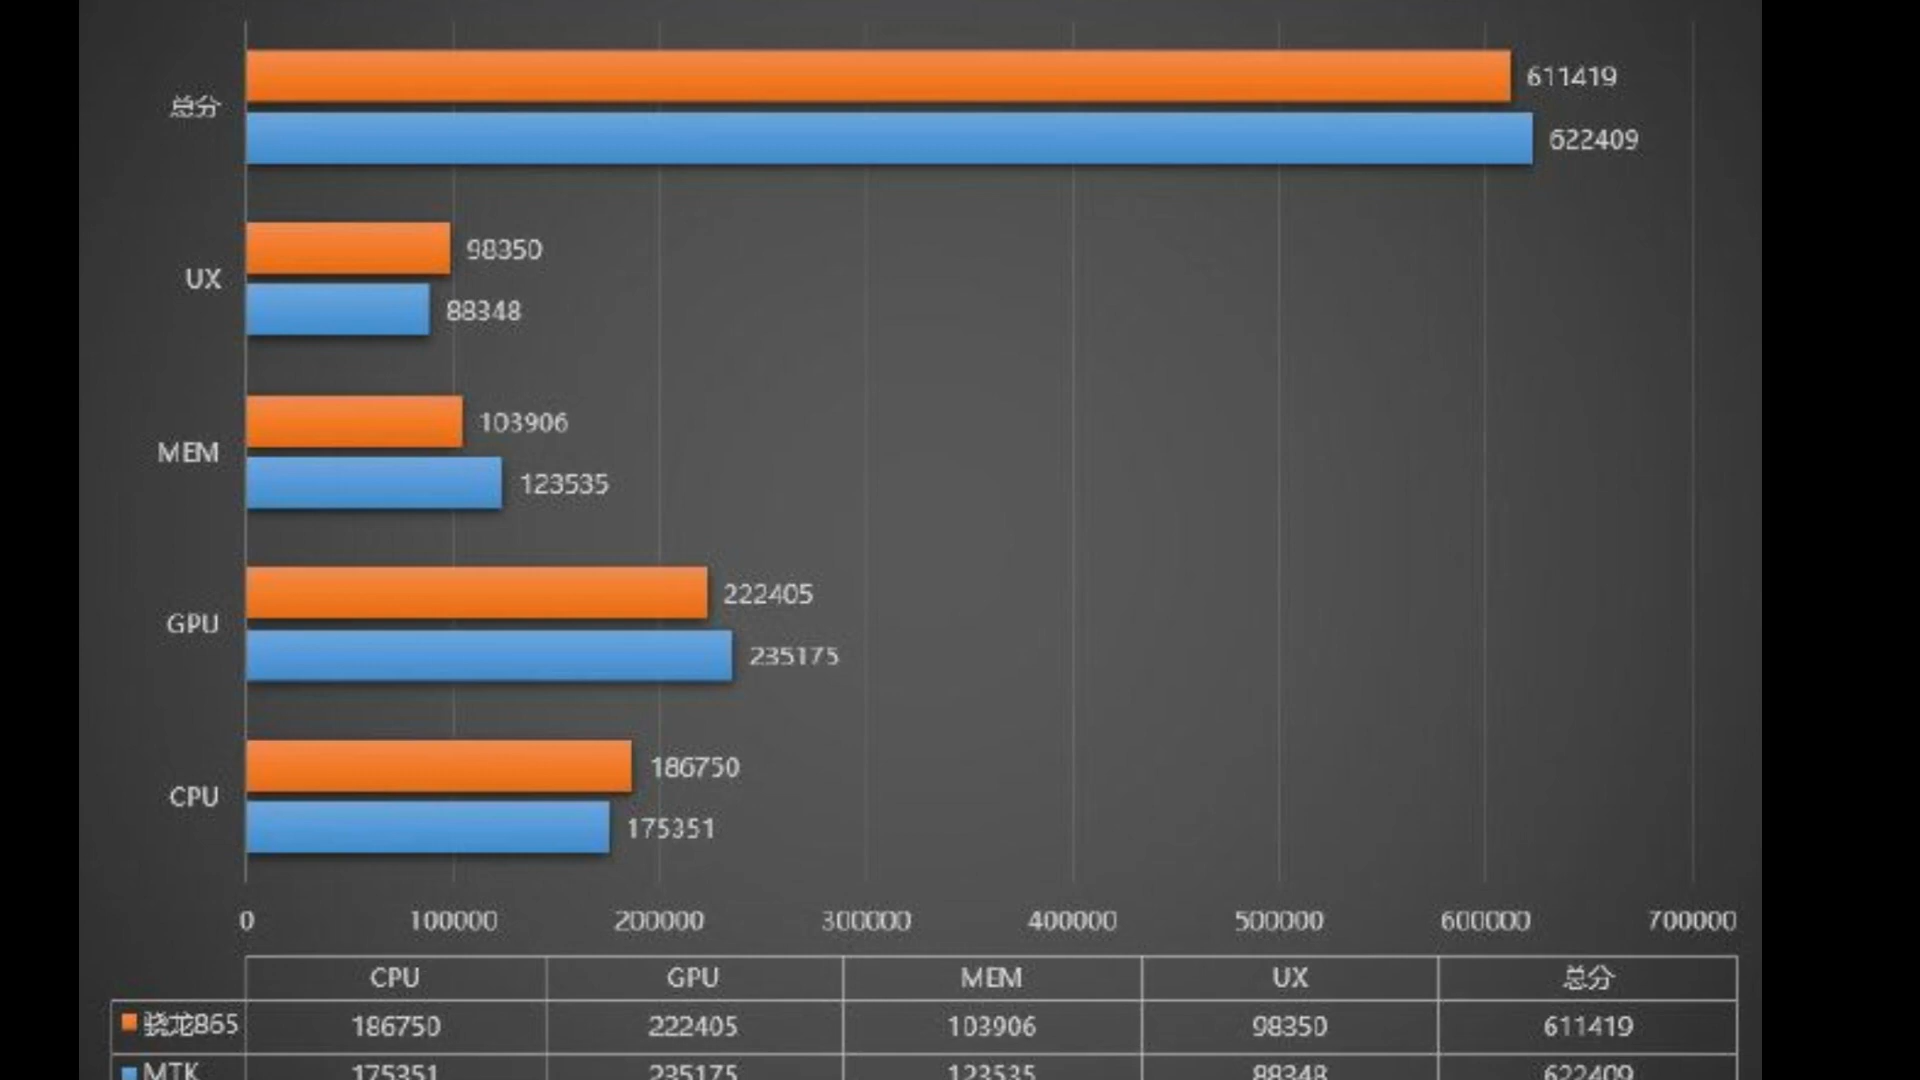 总分
611419
622409
UX
98350
88348
MEM
103906
123535
GPU
222405
235175
CPU
186750
175351
0 100000 200000 300000 400000 500000 600000 700000
CPU GPU MEM UX 总分
骁龙865 186750 222405 103906 98350 611419
MTK 175351 235175 123535 88348 622409